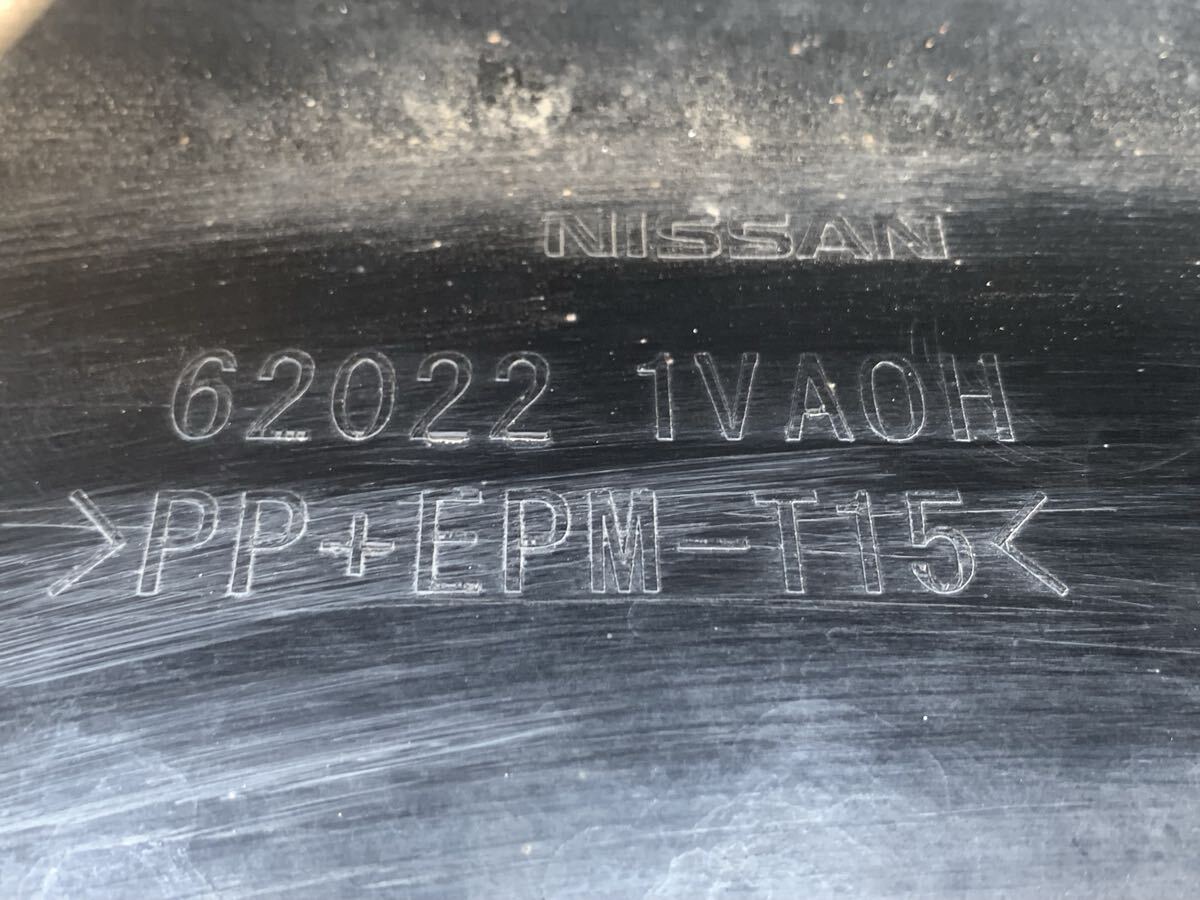 NISSAN
62022 1VA0H
>PP+EPM-T15<